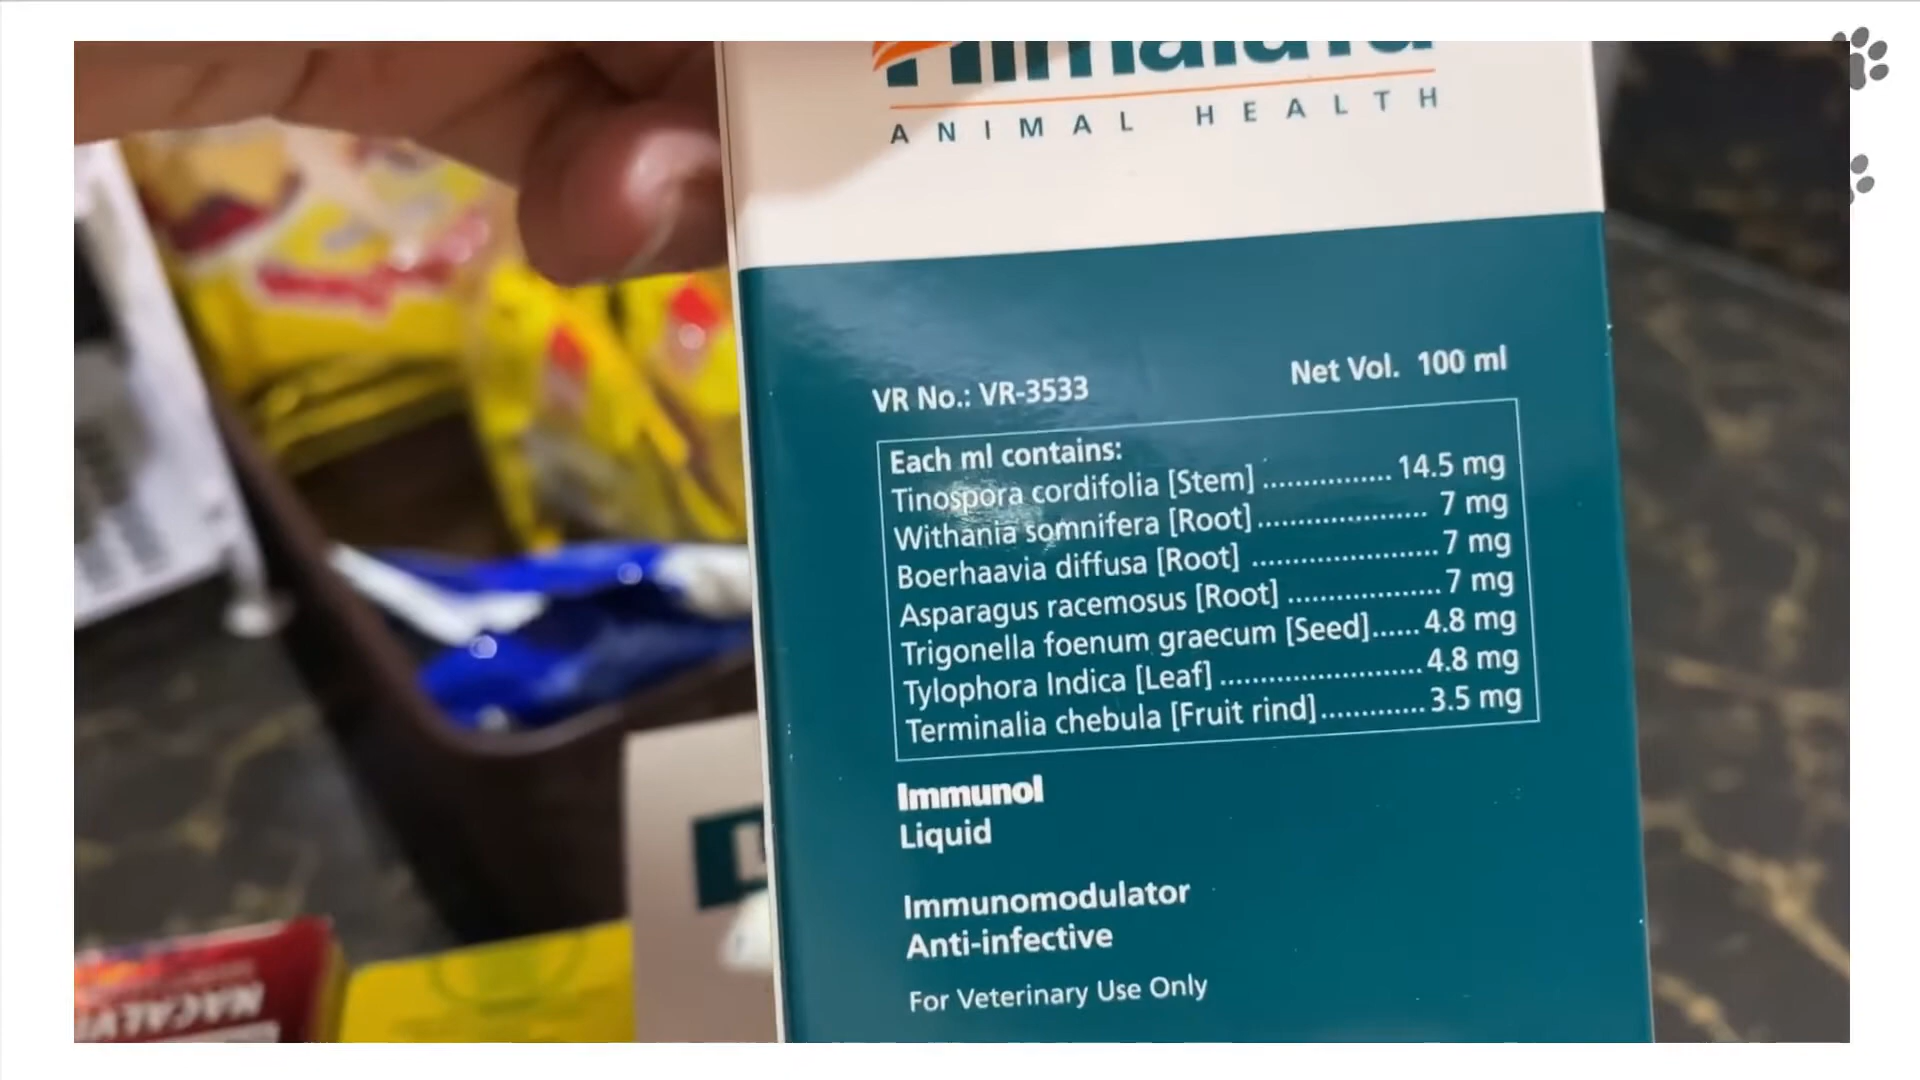 Himalaya
ANIMAL HEALTH
VR No.: VR-3533
Net Vol. 100 ml
Each ml contains:
Tinospora cordifolia [Stem] ............... 14.5 mg
Withania somnifera [Root] .................... 7 mg
Boerhaavia diffusa [Root] ..................... 7 mg
Asparagus racemosus [Root] .................. 7 mg
Trigonella foenum graecum [Seed]...... 4.8 mg
Tylophora Indica [Leaf] ........................ 4.8 mg
Terminalia chebula [Fruit rind] ............. 3.5 mg
Immunol
Liquid
Immunomodulator
Anti-infective
For Veterinary Use Only